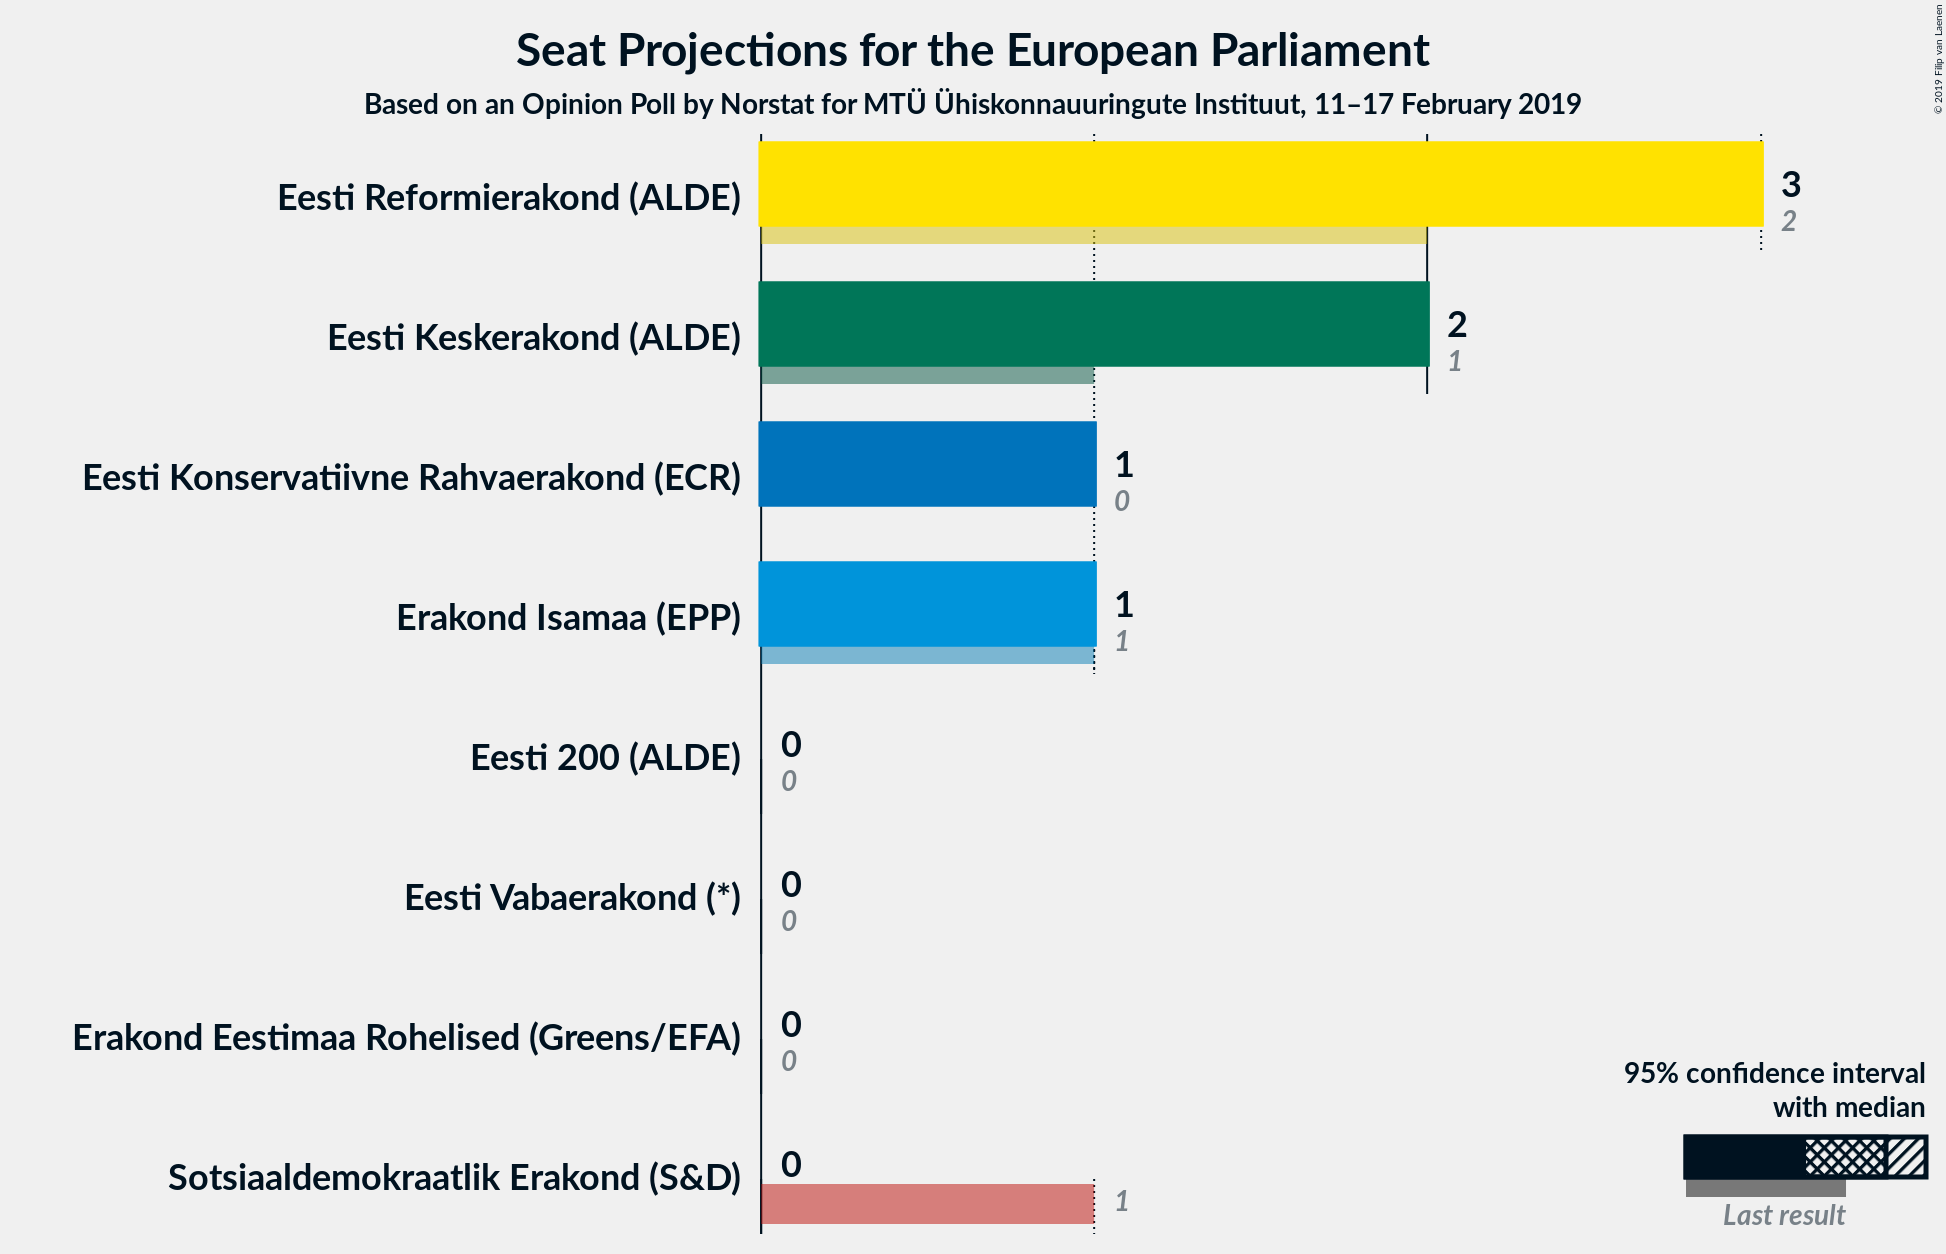 Seat Projections for the European Parliament
Based on an Opinion Poll by Norstat for MTÜ Ühiskonnauuringute Instituut, 11–17 February 2019
© 2019 Filip van Laenen
Eesti Reformierakond (ALDE)
3
2
Eesti Keskerakond (ALDE)
2
1
Eesti Konservatiivne Rahvaerakond (ECR)
1
0
Erakond Isamaa (EPP)
1
1
Eesti 200 (ALDE)
0
0
Eesti Vabaerakond (*)
0
0
Erakond Eestimaa Rohelised (Greens/EFA)
0
0
Sotsiaaldemokraatlik Erakond (S&D)
0
1
95% confidence interval
with median
Last result